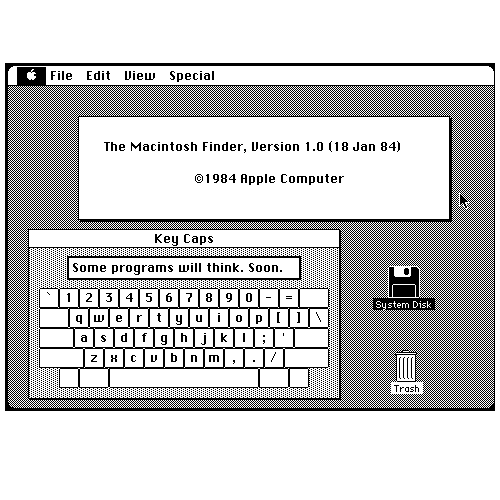 File Edit View Special
The Macintosh Finder, Version 1.0 (18 Jan 84)
©1984 Apple Computer
Key Caps
Some programs will think. Soon.
` 1 2 3 4 5 6 7 8 9 0 - =
q w e r t y u i o p [ ] \
a s d f g h j k l ; '
z x c v b n m , . /
System Disk
Trash